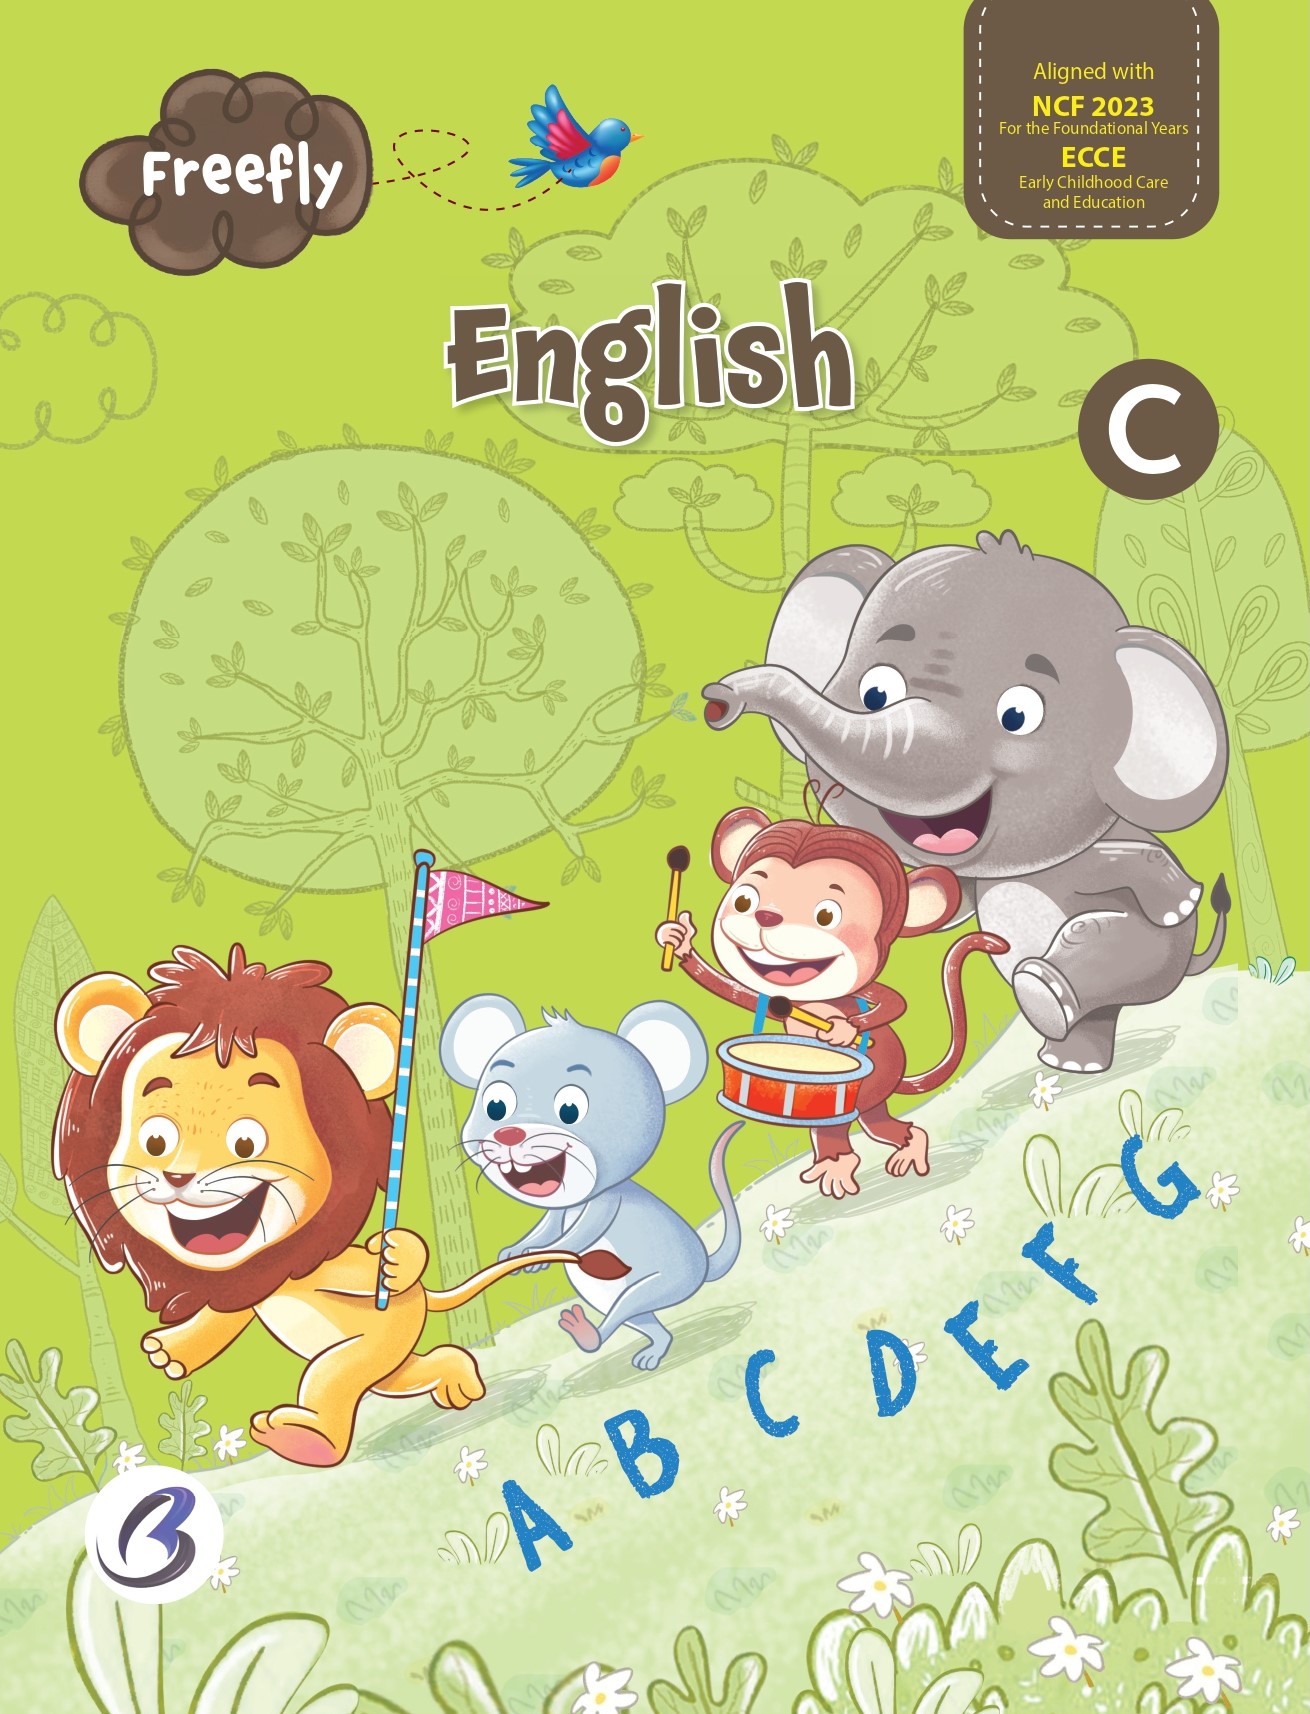 Freefly
Aligned with
NCF 2023
For the Foundational Years
ECCE
Early Childhood Care
and Education
English
C
A B C D E F G
B